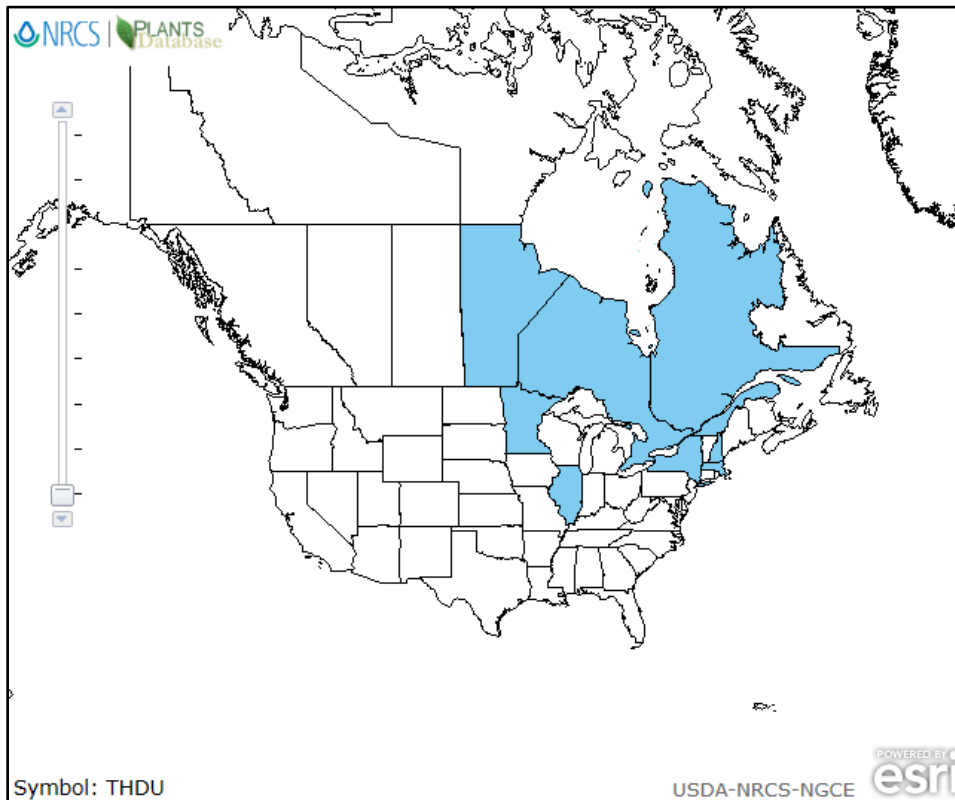 NRCS | PLANTS
Database
Symbol: THDU
USDA-NRCS-NGCE
POWERED BY
esri